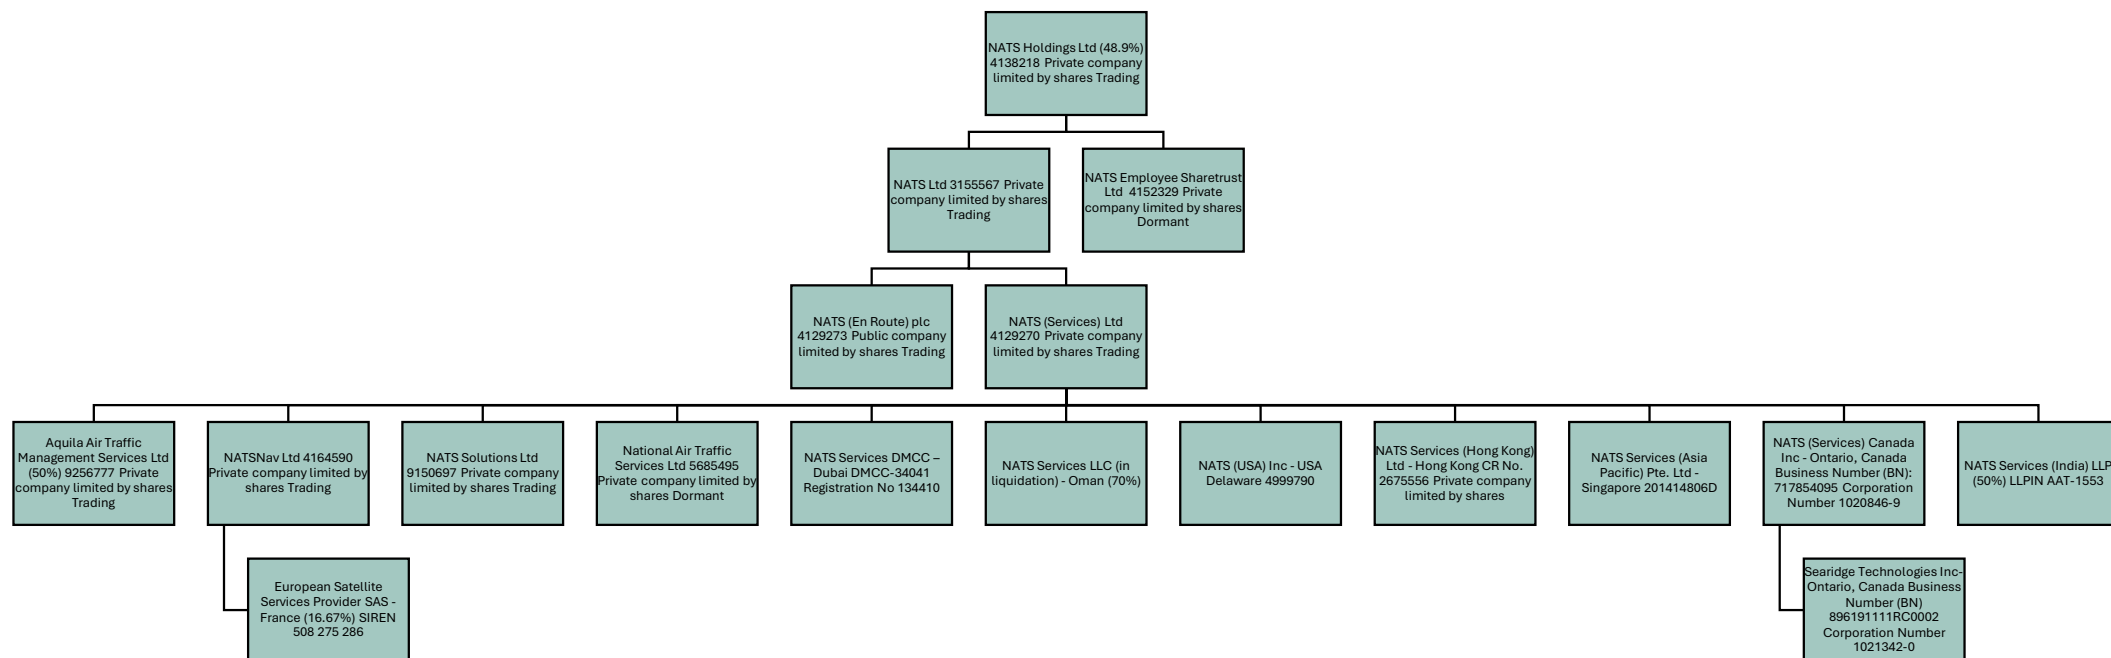 NATS Holdings Ltd (48.9%)
4138218 Private company
limited by shares Trading
NATS Ltd 3155567 Private
company limited by shares
Trading
NATS Employee Sharetrust
Ltd 4152329 Private
company limited by shares
Dormant
NATS (En Route) plc
4129273 Public company
limited by shares Trading
NATS (Services) Ltd
4129270 Private company
limited by shares Trading
Aquila Air Traffic
Management Services Ltd
(50%) 9256777 Private
company limited by shares
Trading
NATSNav Ltd 4164590
Private company limited by
shares Trading
NATS Solutions Ltd
9150697 Private company
limited by shares Trading
National Air Traffic
Services Ltd 5685495
Private company limited by
shares Dormant
NATS Services DMCC –
Dubai DMCC-34041
Registration No 134410
NATS Services LLC (in
liquidation) - Oman (70%)
NATS (USA) Inc - USA
Delaware 4999790
NATS Services (Hong Kong)
Ltd - Hong Kong CR No.
2675556 Private company
limited by shares
NATS Services (Asia
Pacific) Pte. Ltd -
Singapore 201414806D
NATS (Services) Canada
Inc - Ontario, Canada
Business Number (BN):
717854095 Corporation
Number 1020846-9
NATS Services (India) LLP
(50%) LLPIN AAT-1553
European Satellite
Services Provider SAS -
France (16.67%) SIREN
508 275 286
Searidge Technologies Inc-
Ontario, Canada Business
Number (BN)
896191111RC0002
Corporation Number
1021342-0